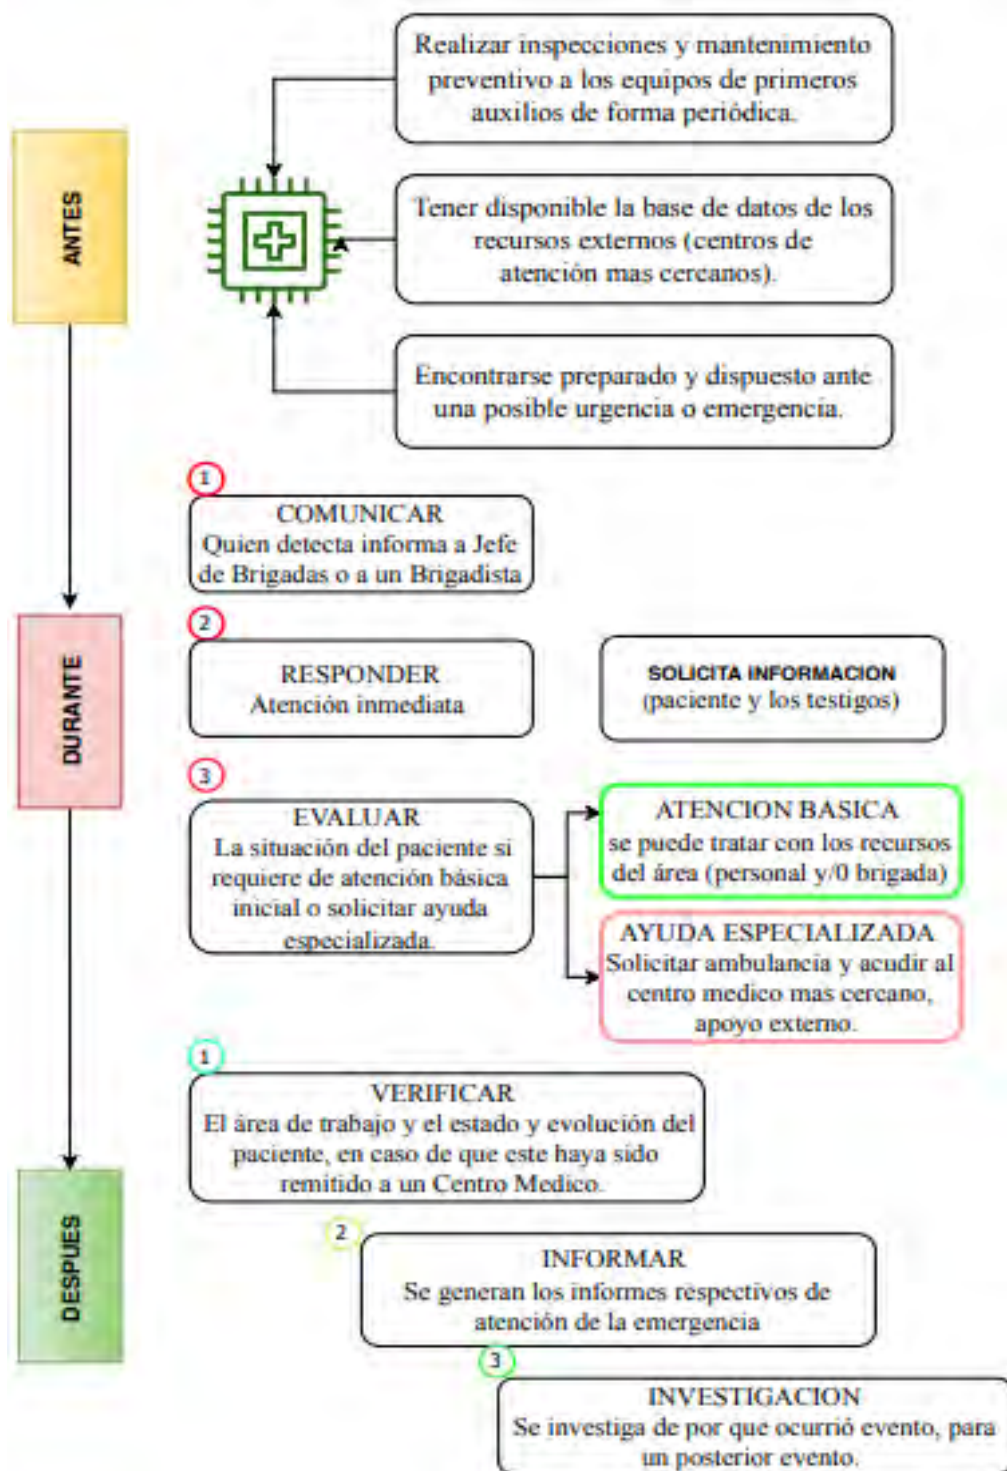 ANTES
Realizar inspecciones y mantenimiento
preventivo a los equipos de primeros
auxilios de forma periódica.
Tener disponible la base de datos de los
recursos externos (centros de
atención mas cercanos).
Encontrarse preparado y dispuesto ante
una posible urgencia o emergencia.
DURANTE
1
COMUNICAR
Quien detecta informa a Jefe
de Brigadas o a un Brigadista
2
RESPONDER
Atención inmediata
SOLICITA INFORMACION
(paciente y los testigos)
3
EVALUAR
La situación del paciente si
requiere de atención básica
inicial o solicitar ayuda
especializada.
ATENCION BASICA
se puede tratar con los recursos
del área (personal y/0 brigada)
AYUDA ESPECIALIZADA
Solicitar ambulancia y acudir al
centro medico mas cercano,
apoyo externo.
DESPUES
1
VERIFICAR
El área de trabajo y el estado y evolución del
paciente, en caso de que este haya sido
remitido a un Centro Medico.
2
INFORMAR
Se generan los informes respectivos de
atención de la emergencia
3
INVESTIGACION
Se investiga de por que ocurrió evento, para
un posterior evento.